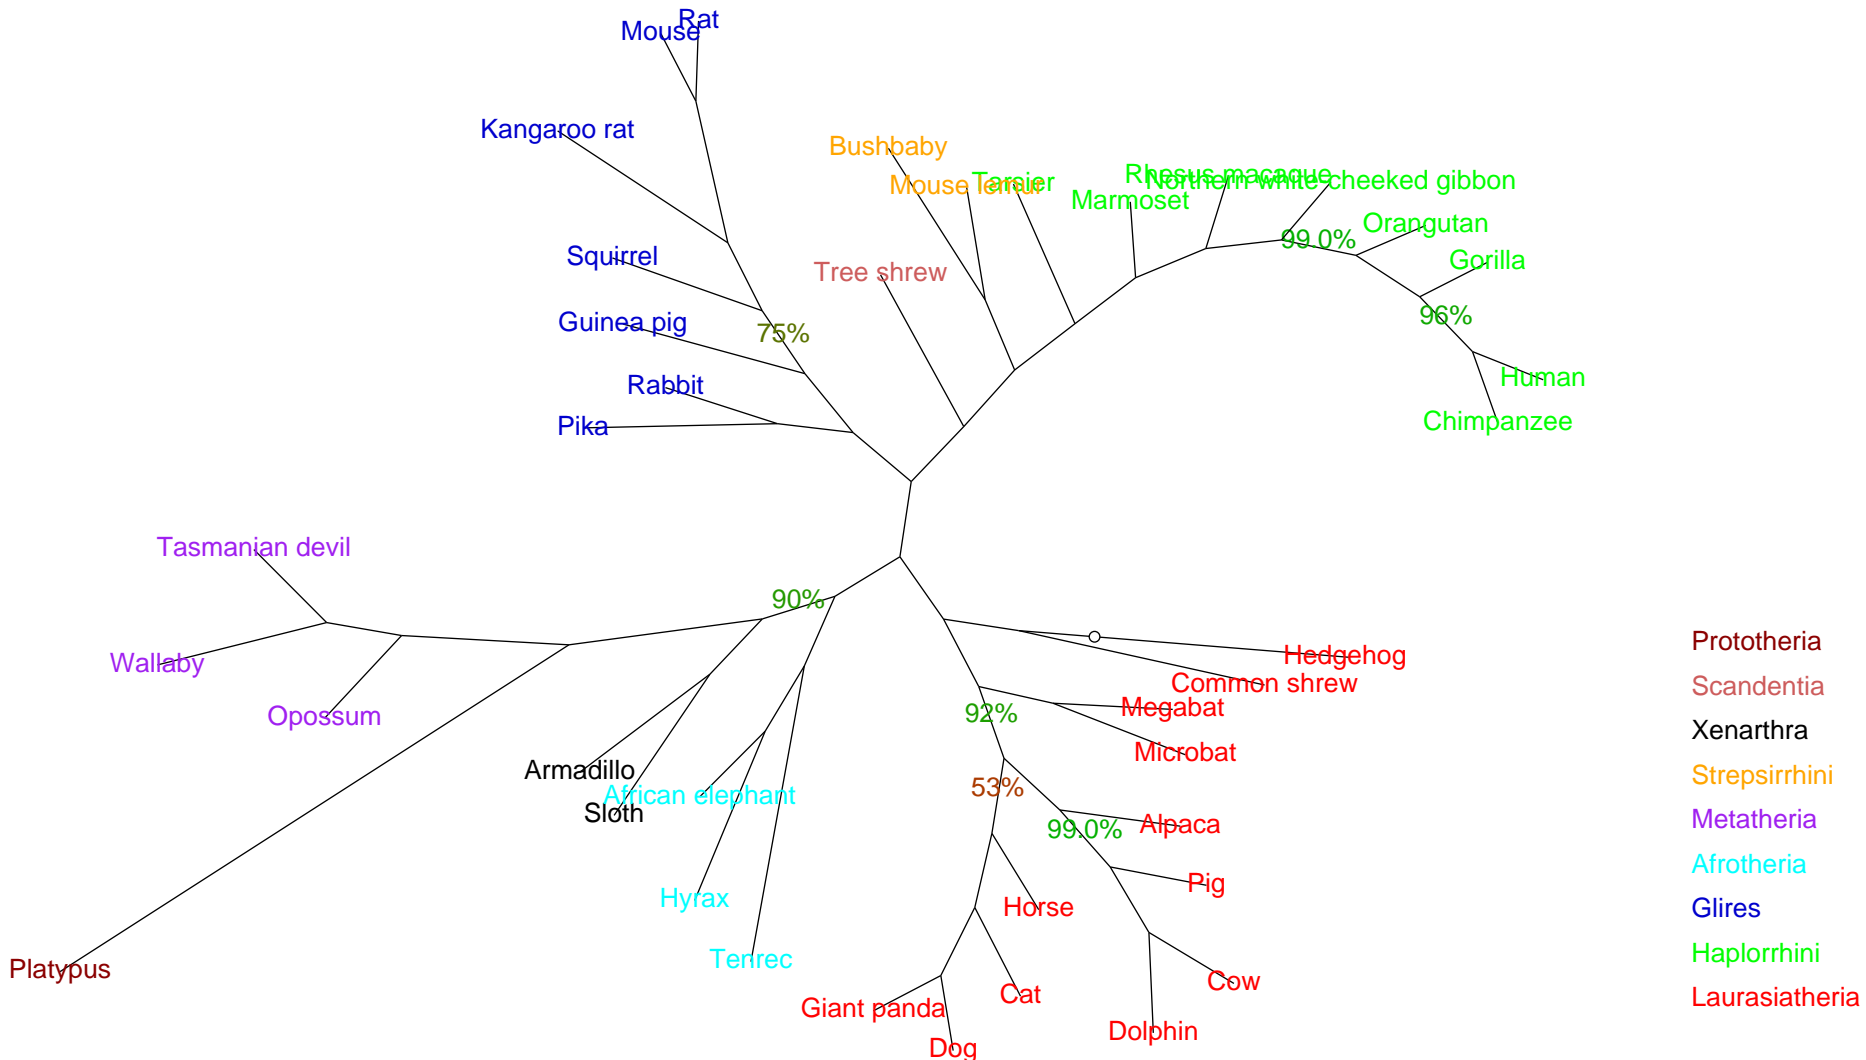 Rat
Mouse
Kangaroo rat
Bushbaby
Mouse lemur
Tarsier
Rhesus macaque
Northern white-cheeked gibbon
Marmoset
Orangutan
99.0%
Gorilla
Squirrel
Tree shrew
Guinea pig
75%
96%
Rabbit
Human
Pika
Chimpanzee
Tasmanian devil
90%
Wallaby
Hedgehog
Common shrew
Opossum
92%
Megabat
Microbat
Armadillo
53%
African elephant
Sloth
99.0%
Alpaca
Pig
Hyrax
Horse
Tenrec
Platypus
Cow
Cat
Giant panda
Dolphin
Dog
Prototheria
Scandentia
Xenarthra
Strepsirrhini
Metatheria
Afrotheria
Glires
Haplorrhini
Laurasiatheria